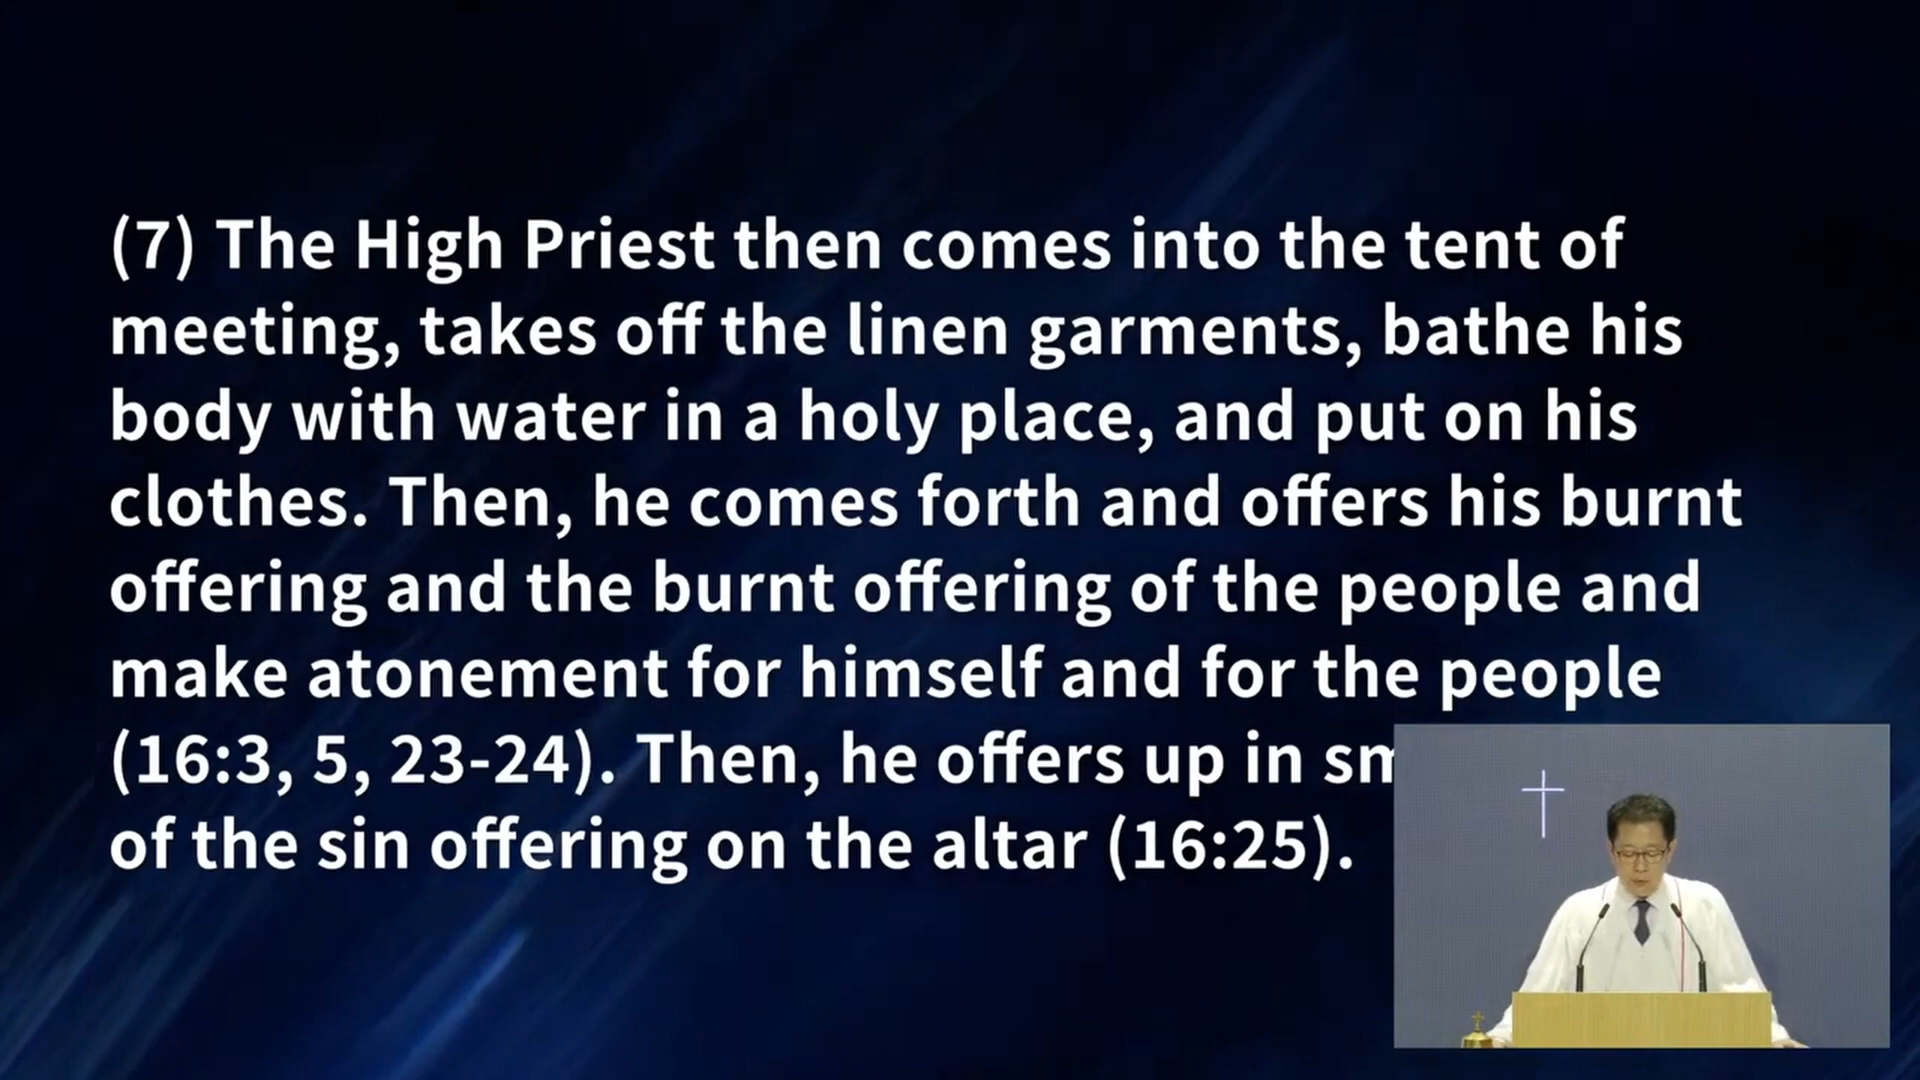 (7) The High Priest then comes into the tent of
meeting, takes off the linen garments, bathe his
body with water in a holy place, and put on his
clothes. Then, he comes forth and offers his burnt
offering and the burnt offering of the people and
make atonement for himself and for the people
(16:3, 5, 23-24). Then, he offers up in
of the sin offering on the altar (16:25).